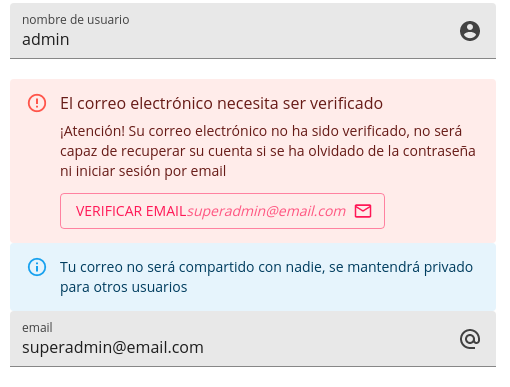 nombre de usuario
admin
El correo electrónico necesita ser verificado
¡Atención! Su correo electrónico no ha sido verificado, no será
capaz de recuperar su cuenta si se ha olvidado de la contraseña
ni iniciar sesión por email
VERIFICAR EMAILsuperadmin@email.com
Tu correo no será compartido con nadie, se mantendrá privado
para otros usuarios
email
superadmin@email.com